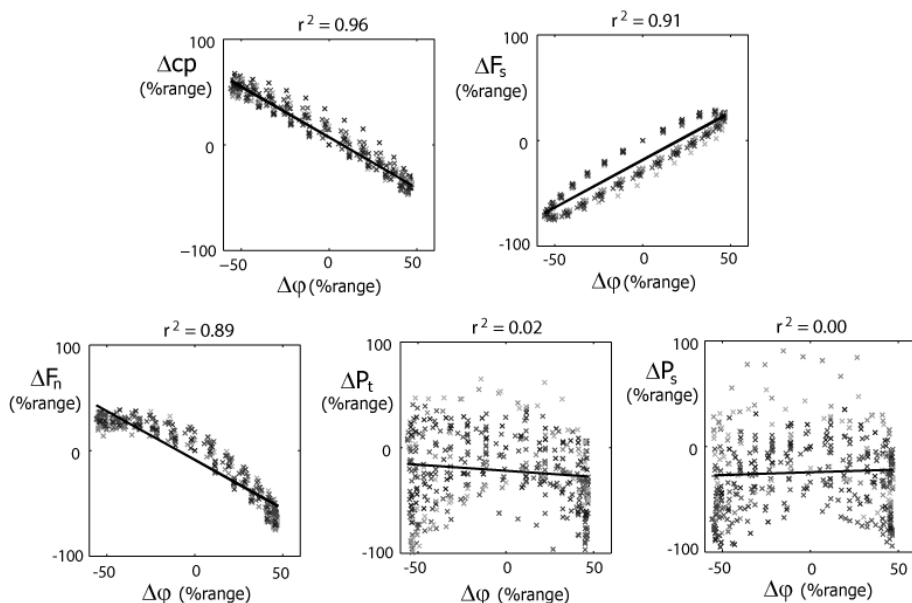 r² = 0.96
100
Δcp
(%range)
0
−100
−50
0
50
Δφ (%range)
r² = 0.91
100
ΔFs
(%range)
0
-100
-50
0
50
Δφ (%range)
r² = 0.89
100
ΔFn
(%range)
0
-100
-50
0
50
Δφ (%range)
r² = 0.02
100
ΔPt
(%range)
0
-100
-50
0
50
Δφ (%range)
r² = 0.00
100
ΔPs
(%range)
0
-100
-50
0
50
Δφ (%range)